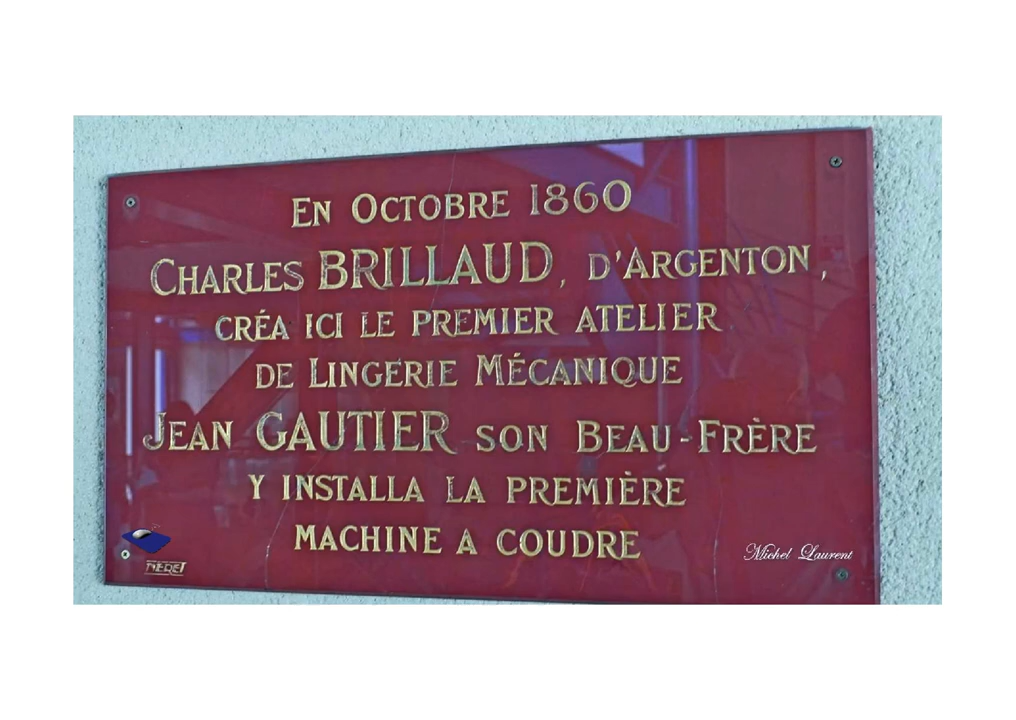 En Octobre 1860
Charles BRILLAUD, d'Argenton,
créa ici le premier atelier
de Lingerie Mécanique
Jean GAUTIER son Beau-Frère
y installa la première
machine a coudre
Michel Laurent